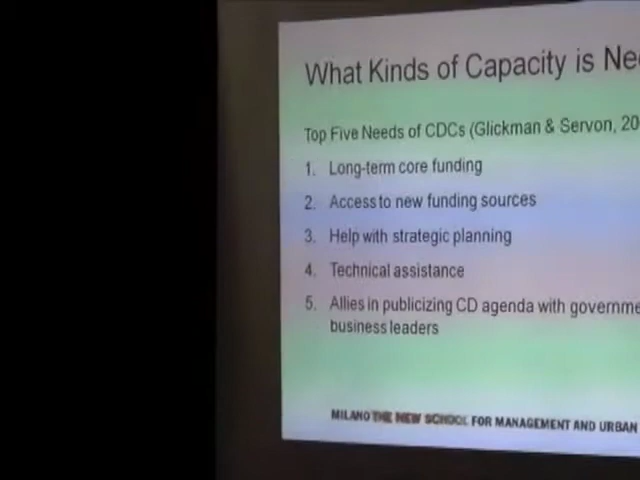 What Kinds of Capacity is Ne
Top Five Needs of CDCs (Glickman & Servon, 20
1. Long-term core funding
2. Access to new funding sources
3. Help with strategic planning
4. Technical assistance
5. Allies in publicizing CD agenda with governme
business leaders
MILANO THE NEW SCHOOL FOR MANAGEMENT AND URBAN